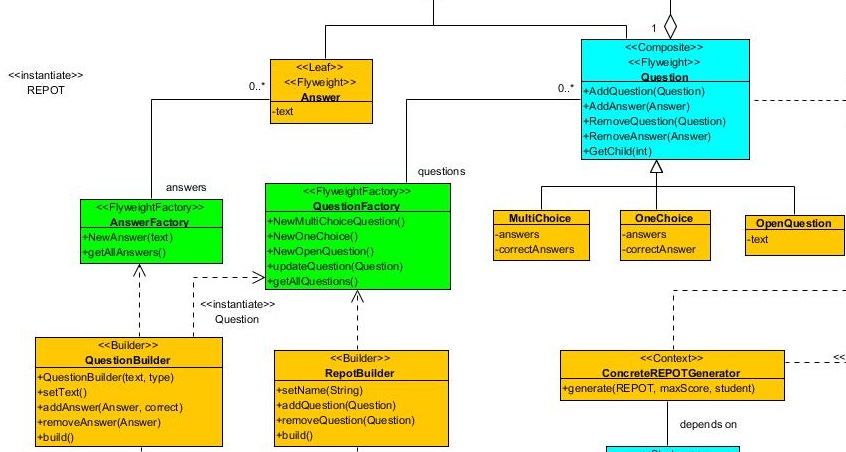 1
<<Composite>>
<<Flyweight>>
Question
+AddQuestion(Question)
+AddAnswer(Answer)
+RemoveQuestion(Question)
+RemoveAnswer(Answer)
+GetChild(int)
<<Leaf>>
<<Flyweight>>
Answer
-text
<<instantiate>>
REPOT
0..*
0..*
answers
questions
<<FlyweightFactory>>
AnswerFactory
+NewAnswer(text)
+getAllAnswers()
<<FlyweightFactory>>
QuestionFactory
+NewMultiChoiceQuestion()
+NewOneChoice()
+NewOpenQuestion()
+updateQuestion(Question)
+getAllQuestions()
MultiChoice
-answers
-correctAnswers
OneChoice
-answers
-correctAnswer
OpenQuestion
-text
<<instantiate>>
Question
<<Builder>>
QuestionBuilder
+QuestionBuilder(text, type)
+setText()
+addAnswer(Answer, correct)
+removeAnswer(Answer)
+build()
<<Builder>>
RepotBuilder
+setName(String)
+addQuestion(Question)
+removeQuestion(Question)
+build()
<<Context>>
ConcreteREPOTGenerator
+generate(REPOT, maxScore, student)
<<
depends on